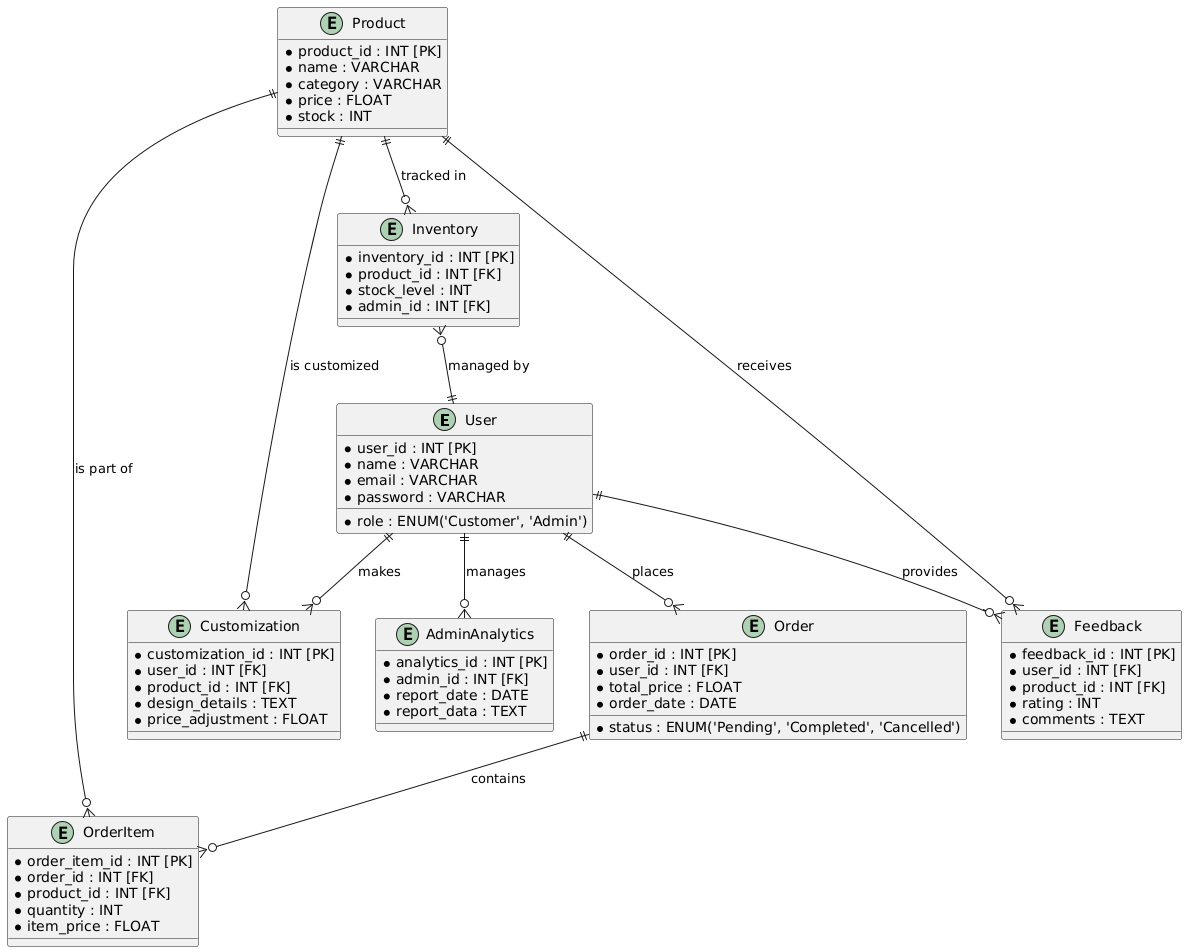 E Product
* product_id : INT [PK]
* name : VARCHAR
* category : VARCHAR
* price : FLOAT
* stock : INT
tracked in
E Inventory
* inventory_id : INT [PK]
* product_id : INT [FK]
* stock_level : INT
* admin_id : INT [FK]
is customized
managed by
receives
E User
* user_id : INT [PK]
* name : VARCHAR
* email : VARCHAR
* password : VARCHAR
* role : ENUM('Customer', 'Admin')
is part of
makes
manages
places
provides
E Customization
* customization_id : INT [PK]
* user_id : INT [FK]
* product_id : INT [FK]
* design_details : TEXT
* price_adjustment : FLOAT
E AdminAnalytics
* analytics_id : INT [PK]
* admin_id : INT [FK]
* report_date : DATE
* report_data : TEXT
E Order
* order_id : INT [PK]
* user_id : INT [FK]
* total_price : FLOAT
* order_date : DATE
* status : ENUM('Pending', 'Completed', 'Cancelled')
E Feedback
* feedback_id : INT [PK]
* user_id : INT [FK]
* product_id : INT [FK]
* rating : INT
* comments : TEXT
contains
E OrderItem
* order_item_id : INT [PK]
* order_id : INT [FK]
* product_id : INT [FK]
* quantity : INT
* item_price : FLOAT